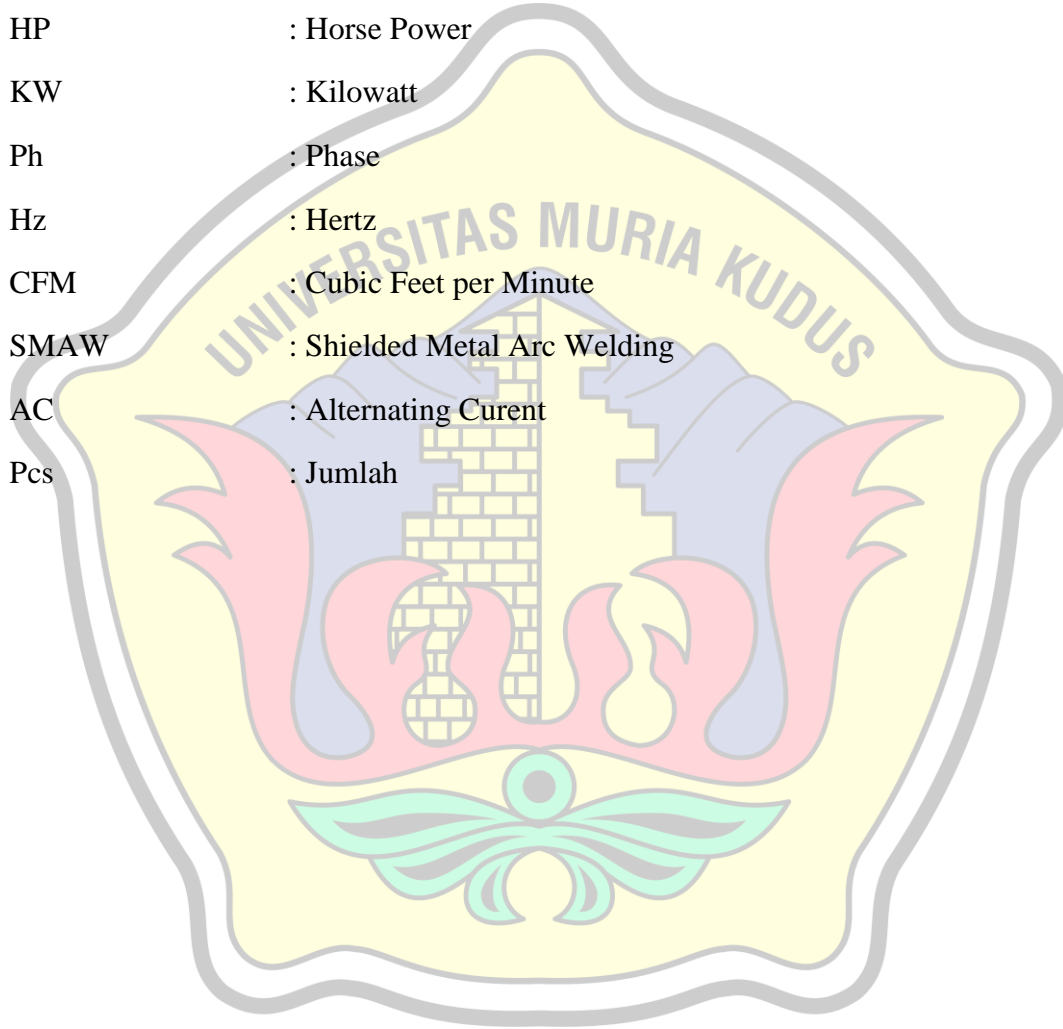 HP : Horse Power
KW : Kilowatt
Ph : Phase
Hz : Hertz
UNIVERSITAS MURIA KUDUS
CFM : Cubic Feet per Minute
SMAW : Shielded Metal Arc Welding
AC : Alternating Curent
Pcs : Jumlah